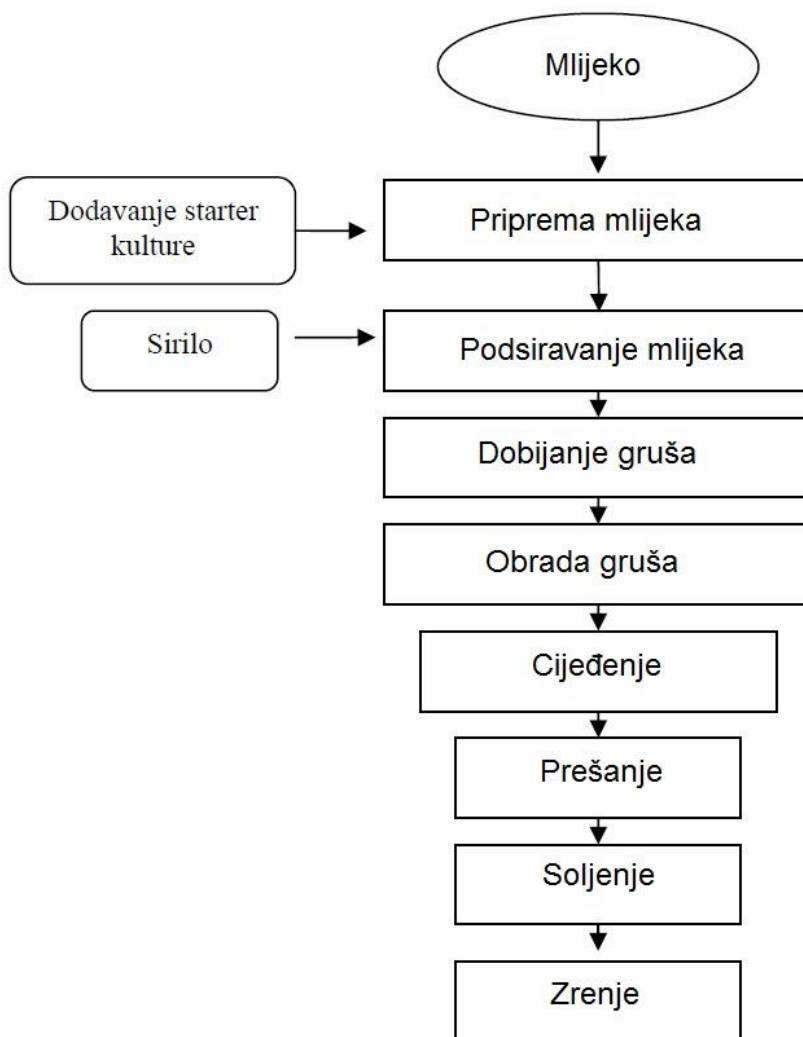 Mlijeko
Dodavanje starter
kulture
Priprema mlijeka
Sirilo
Podsiravanje mlijeka
Dobijanje gruša
Obrada gruša
Cijeđenje
Prešanje
Soljenje
Zrenje